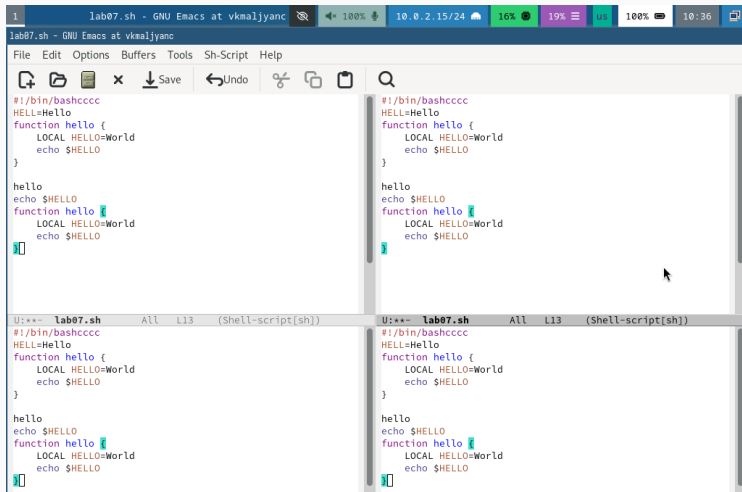 1 lab07.sh - GNU Emacs at vkmaljyanc 100% 10.0.2.15/24 16% 19% us 100% 10:36
lab07.sh - GNU Emacs at vkmaljyanc
File Edit Options Buffers Tools Sh-Script Help
Save Undo
#!/bin/bashcccc
HELL=Hello
function hello {
    LOCAL HELLO=World
    echo $HELLO
}
hello
echo $HELLO
function hello {
    LOCAL HELLO=World
    echo $HELLO
}
U:**- lab07.sh All L13 (Shell-script[sh])
#!/bin/bashcccc
HELL=Hello
function hello {
    LOCAL HELLO=World
    echo $HELLO
}
hello
echo $HELLO
function hello {
    LOCAL HELLO=World
    echo $HELLO
}
U:**- lab07.sh All L13 (Shell-script[sh])
#!/bin/bashcccc
HELL=Hello
function hello {
    LOCAL HELLO=World
    echo $HELLO
}
hello
echo $HELLO
function hello {
    LOCAL HELLO=World
    echo $HELLO
}
#!/bin/bashcccc
HELL=Hello
function hello {
    LOCAL HELLO=World
    echo $HELLO
}
hello
echo $HELLO
function hello {
    LOCAL HELLO=World
    echo $HELLO
}